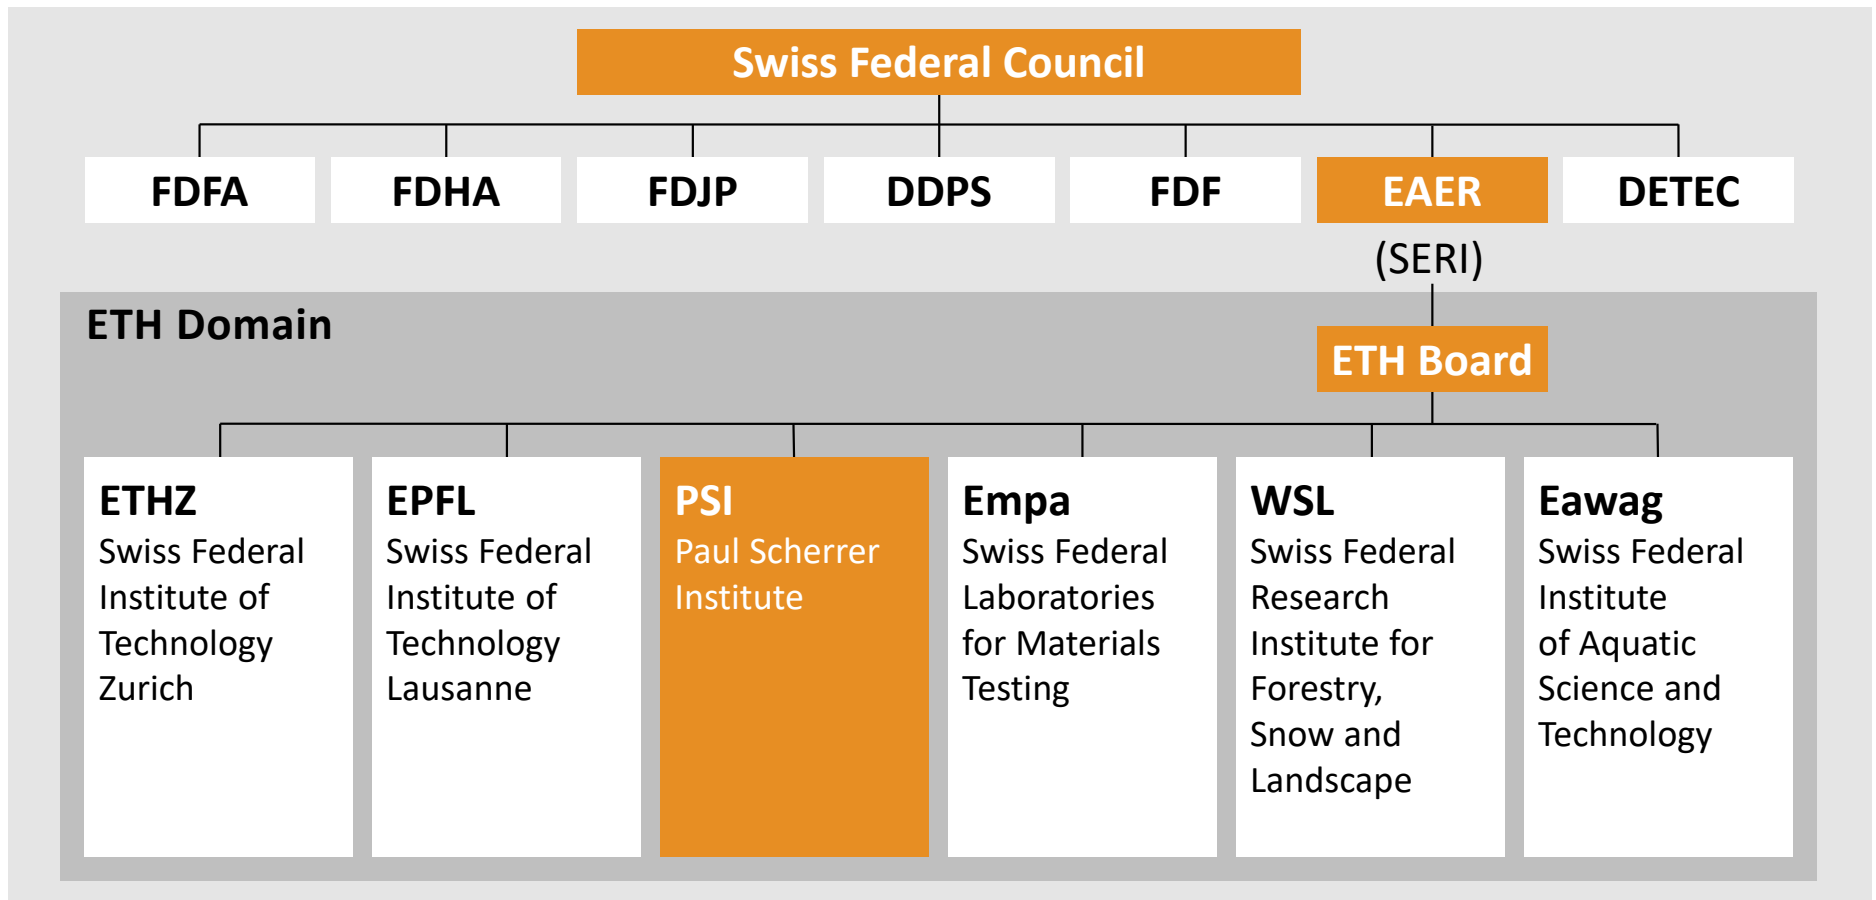 Swiss Federal Council
FDFA
FDHA
FDJP
DDPS
FDF
EAER
DETEC
(SERI)
ETH Domain
ETH Board
ETHZ
Swiss Federal
Institute of
Technology
Zurich
EPFL
Swiss Federal
Institute of
Technology
Lausanne
PSI
Paul Scherrer
Institute
Empa
Swiss Federal
Laboratories
for Materials
Testing
WSL
Swiss Federal
Research
Institute for
Forestry,
Snow and
Landscape
Eawag
Swiss Federal
Institute
of Aquatic
Science and
Technology